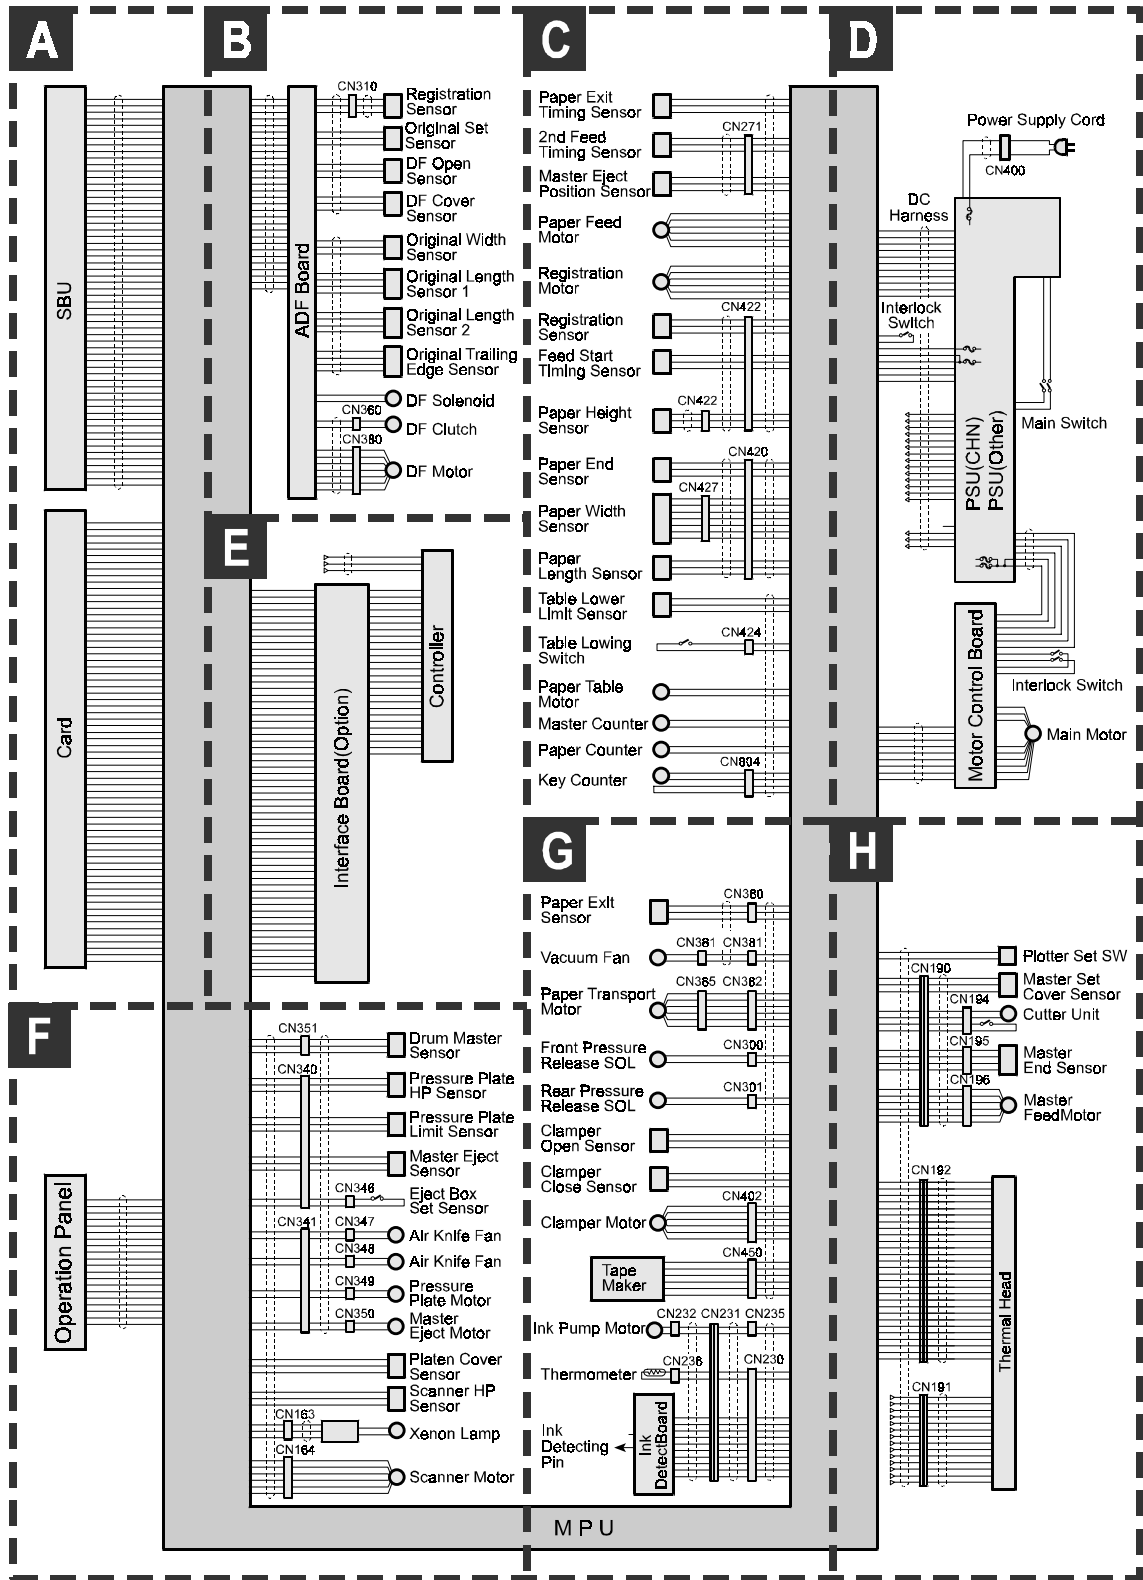 A
SBU
Card
B
ADF Board
CN310
Registration
Sensor
Original Set
Sensor
DF Open
Sensor
DF Cover
Sensor
Original Width
Sensor
Original Length
Sensor 1
Original Length
Sensor 2
Original Trailing
Edge Sensor
DF Solenoid
CN360
DF Clutch
CN380
DF Motor
C
Paper Exit
Timing Sensor
CN271
2nd Feed
Timing Sensor
Master Eject
Position Sensor
Paper Feed
Motor
Registration
Motor
CN422
Registration
Sensor
Feed Start
Timing Sensor
CN422
Paper Height
Sensor
CN420
Paper End
Sensor
CN427
Paper Width
Sensor
Paper
Length Sensor
Table Lower
Limit Sensor
CN424
Table Lowing
Switch
Paper Table
Motor
Master Counter
Paper Counter
CN804
Key Counter
D
Power Supply Cord
CN400
DC
Harness
Interlock
Switch
PSU(CHN)
PSU(Other)
Main Switch
Motor Control Board
Interlock Switch
Main Motor
E
Interface Board(Option)
Controller
F
Operation Panel
CN351
Drum Master
Sensor
CN340
Pressure Plate
HP Sensor
Pressure Plate
Limit Sensor
Master Eject
Sensor
CN346
Eject Box
Set Sensor
CN341
CN347
Air Knife Fan
CN348
Air Knife Fan
CN349
Pressure
Plate Motor
CN350
Master
Eject Motor
Platen Cover
Sensor
Scanner HP
Sensor
CN163
Xenon Lamp
CN164
Scanner Motor
G
CN380
Paper Exit
Sensor
CN381
CN381
Vacuum Fan
CN385
CN382
Paper Transport
Motor
CN300
Front Pressure
Release SOL
CN301
Rear Pressure
Release SOL
Clamper
Open Sensor
Clamper
Close Sensor
CN402
Clamper Motor
CN450
Tape
Maker
CN232
CN231
CN235
Ink Pump Motor
CN236
CN230
Thermometer
Ink
Detecting
Pin
Ink
DetectBoard
H
Plotter Set SW
CN190
Master Set
Cover Sensor
CN194
Cutter Unit
CN195
Master
End Sensor
CN196
Master
FeedMotor
CN192
Thermal Head
CN191
MPU